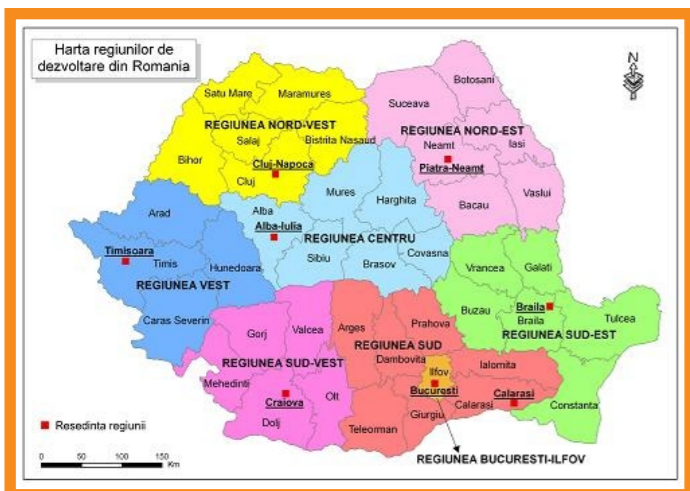 Harta regiunilor de
dezvoltare din Romania
N
Botosani
Satu Mare
Maramures
Suceava
REGIUNEA NORD-VEST
REGIUNEA NORD-EST
Salaj
Bistrita Nasaud
Neamt
Iasi
Bihor
Cluj-Napoca
Piatra-Neamt
Cluj
Mures
Harghita
Bacau
Vaslui
Arad
Alba
Alba-Iulia
REGIUNEA CENTRU
Timisoara
Timis
Hunedoara
Sibiu
Brasov
Covasna
Vrancea
Galati
REGIUNEA VEST
Buzau
Braila
Braila
Tulcea
Caras Severin
Gorj
Valcea
Arges
Prahova
REGIUNEA SUD-EST
REGIUNEA SUD
REGIUNEA SUD-VEST
Dambovita
Ialomita
Ilfov
Mehedinti
Olt
Bucuresti
Calarasi
Craiova
Calarasi
Constanta
Dolj
Giurgiu
Teleorman
Resedinta regiunii
REGIUNEA BUCURESTI-ILFOV
0 50 100 150
Km